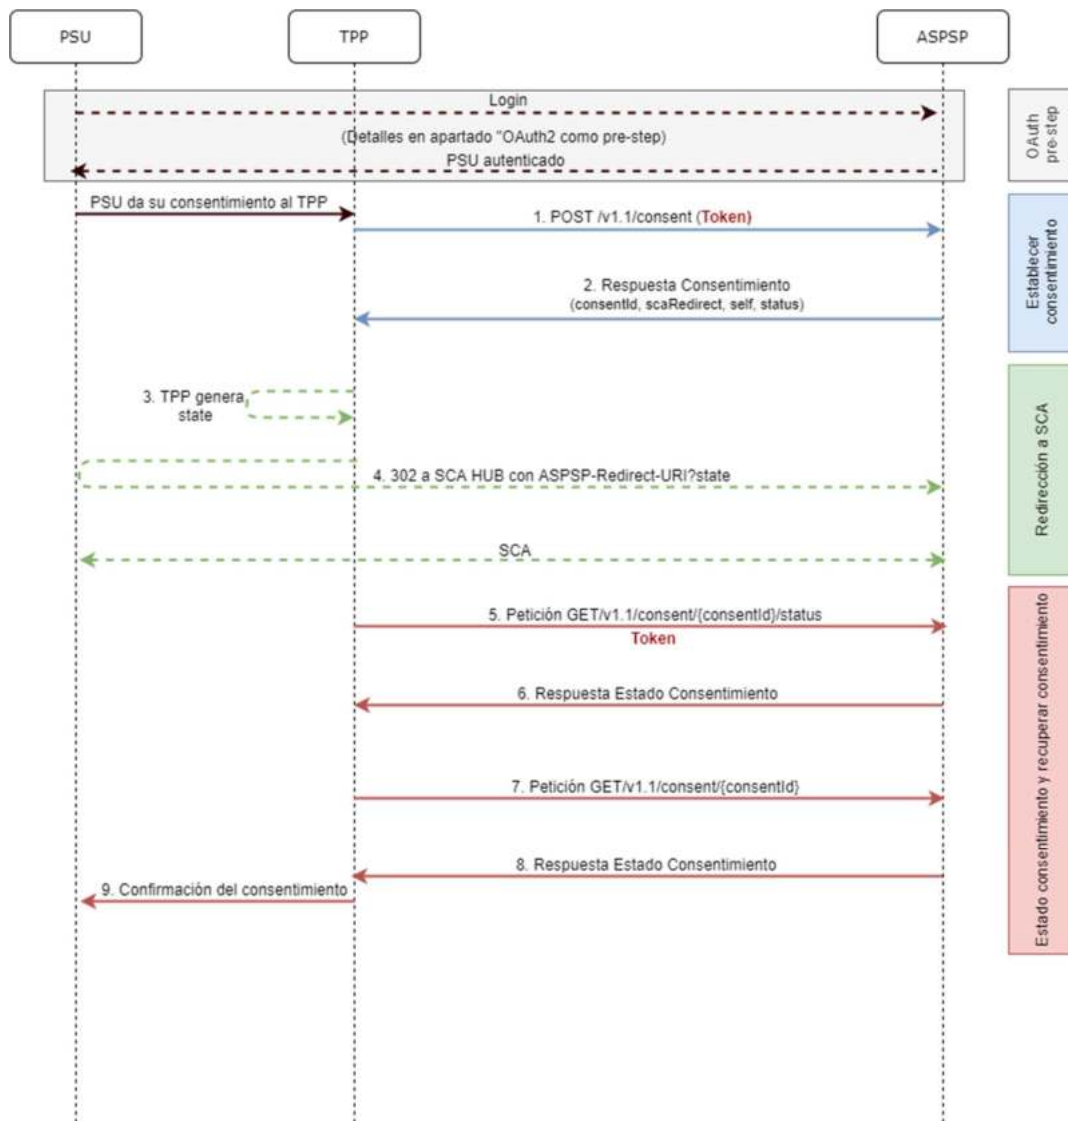 PSU
TPP
ASPSP
Login
(Detalles en apartado "OAuth2 como pre-step)
PSU autenticado
OAuth
pre-step
PSU da su consentimiento al TPP
1. POST /v1.1/consent (Token)
2. Respuesta Consentimiento
(consentId, scaRedirect, self, status)
Establecer
consentimiento
3. TPP genera
state
4. 302 a SCA HUB con ASPSP-Redirect-URI?state
SCA
Redirección a SCA
5. Petición GET/v1.1/consent/{consentId}/status
Token
6. Respuesta Estado Consentimiento
7. Petición GET/v1.1/consent/{consentId}
8. Respuesta Estado Consentimiento
9. Confirmación del consentimiento
Estado consentimiento y recuperar consentimiento